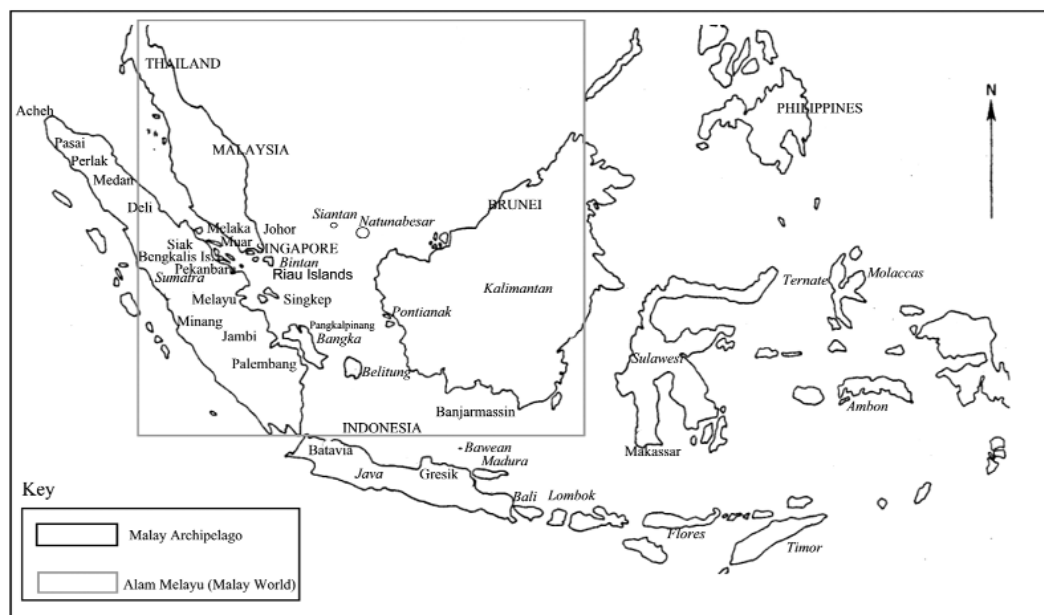 N
THAILAND
PHILIPPINES
Acheh
Pasai
MALAYSIA
Perlak
Medan
BRUNEI
Deli
Siantan
Natunabesar
Melaka
Johor
Siak
Muar
SINGAPORE
Bengkalis Is.
Bintan
Pekanbaru
Riau Islands
Sumatra
Ternate
Molaccas
Kalimantan
Melayu
Singkep
Minang
Pontianak
Jambi
Pangkalpinang
Bangka
Palembang
Belitung
Sulawesi
Ambon
Banjarmassin
INDONESIA
Batavia
Bawean
Makassar
Java
Gresik
Madura
Bali
Lombok
Flores
Timor
Key
Malay Archipelago
Alam Melayu (Malay World)